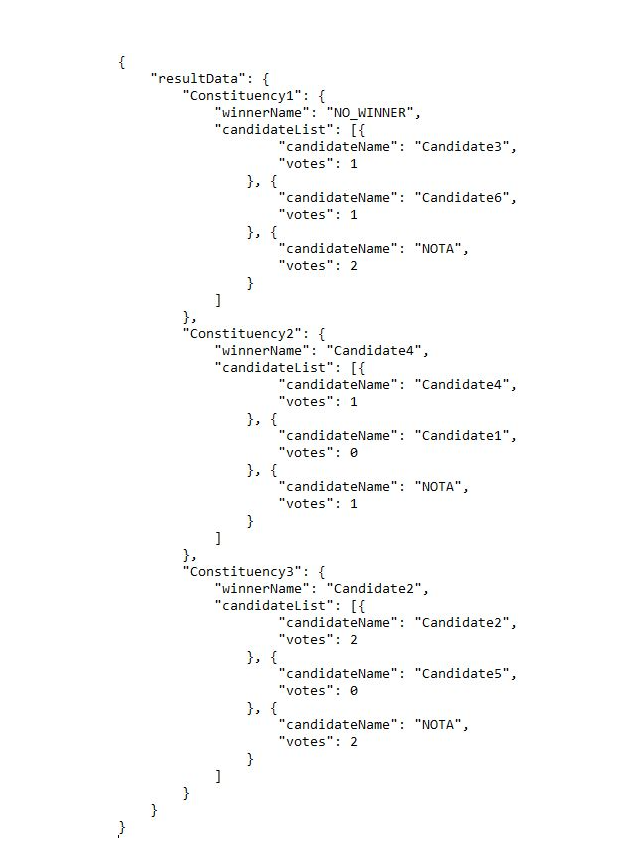 {
"resultData": {
"Constituency1": {
"winnerName": "NO_WINNER",
"candidateList": [{
"candidateName": "Candidate3",
"votes": 1
}, {
"candidateName": "Candidate6",
"votes": 1
}, {
"candidateName": "NOTA",
"votes": 2
}
]
},
"Constituency2": {
"winnerName": "Candidate4",
"candidateList": [{
"candidateName": "Candidate4",
"votes": 1
}, {
"candidateName": "Candidate1",
"votes": 0
}, {
"candidateName": "NOTA",
"votes": 1
}
]
},
"Constituency3": {
"winnerName": "Candidate2",
"candidateList": [{
"candidateName": "Candidate2",
"votes": 2
}, {
"candidateName": "Candidate5",
"votes": 0
}, {
"candidateName": "NOTA",
"votes": 2
}
]
}
}
}